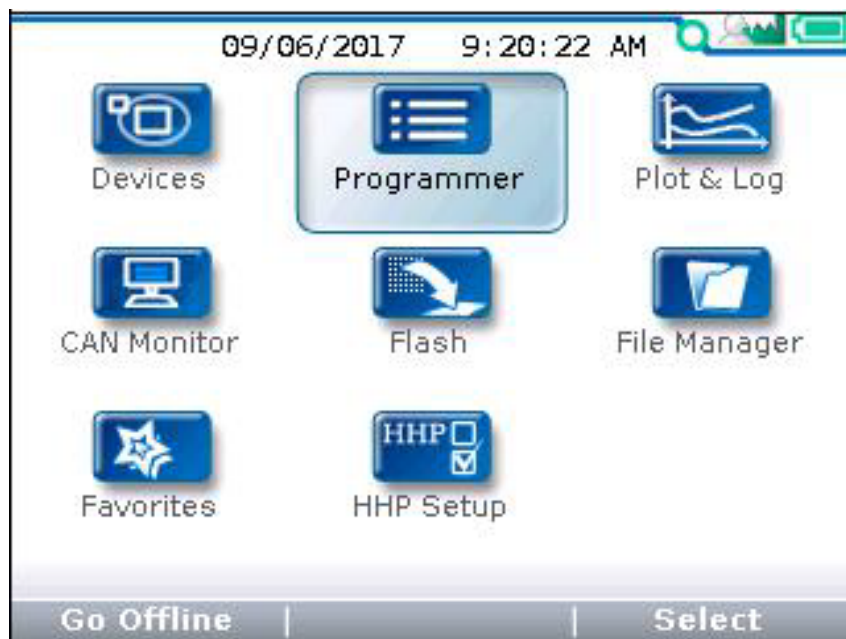 09/06/2017 9:20:22 AM
Devices Programmer Plot & Log
CAN Monitor Flash File Manager
HHP
Favorites HHP Setup
Go Offline Select